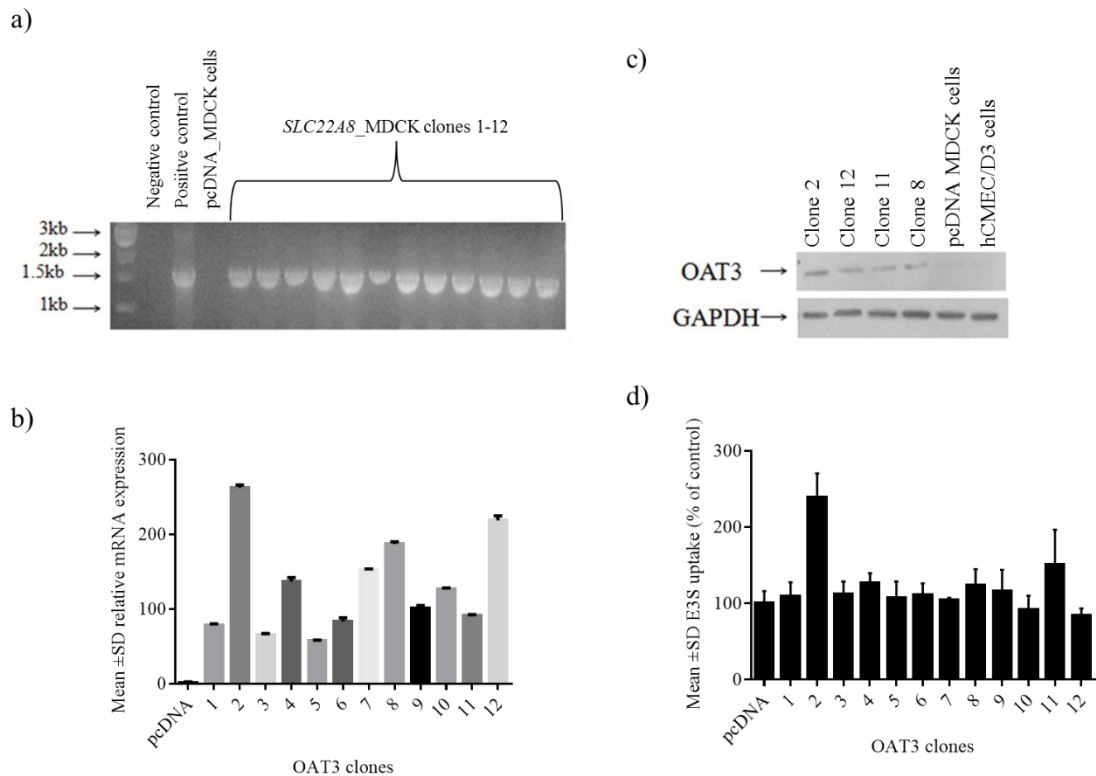 a)
Negative control
Posiitve control
pcDNA_MDCK cells
SLC22A8_MDCK clones 1-12
3kb
2kb
1.5kb
1kb
c)
Clone 2
Clone 12
Clone 11
Clone 8
pcDNA MDCK cells
hCMEC/D3 cells
OAT3
GAPDH
b)
Mean ±SD relative mRNA expression
300
200
100
0
pcDNA
1
2
3
4
5
6
7
8
9
10
11
12
OAT3 clones
d)
Mean ±SD E3S uptake (% of control)
300
200
100
0
pcDNA
1
2
3
4
5
6
7
8
9
10
11
12
OAT3 clones